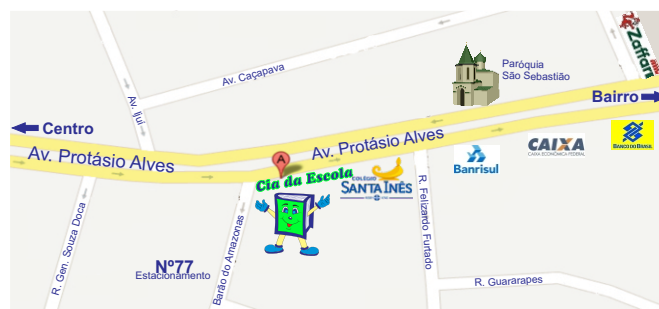 Zaffari
Av. Caçapava
Paróquia
São Sebastião
Av. Ijuí
Bairro
Centro
Av. Protásio Alves
Av. Protásio Alves
BANCO DO BRASIL
CAIXA
CAIXA ECONÔMICA FEDERAL
Banrisul
A
Cia da Escola
COLÉGIO
SANTA INÊS
R. Gen. Souza Doca
Barão do Amazonas
R. Felizardo Furtado
Nº77
Estacionamento
R. Guararapes